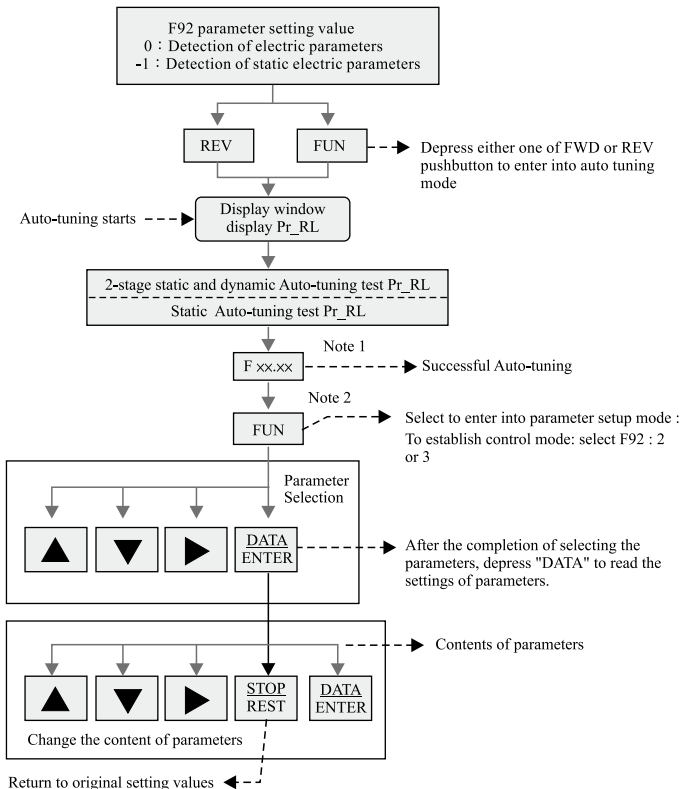 F92 parameter setting value
0 : Detection of electric parameters
-1 : Detection of static electric parameters
REV
FUN
Depress either one of FWD or REV
pushbutton to enter into auto tuning
mode
Auto-tuning starts
Display window
display Pr_RL
2-stage static and dynamic Auto-tuning test Pr_RL
Static Auto-tuning test Pr_RL
Note 1
F xx.xx
Successful Auto-tuning
Note 2
FUN
Select to enter into parameter setup mode :
To establish control mode: select F92 : 2
or 3
Parameter
Selection
DATA
ENTER
After the completion of selecting the
parameters, depress "DATA" to read the
settings of parameters.
Contents of parameters
STOP
REST
DATA
ENTER
Change the content of parameters
Return to original setting values